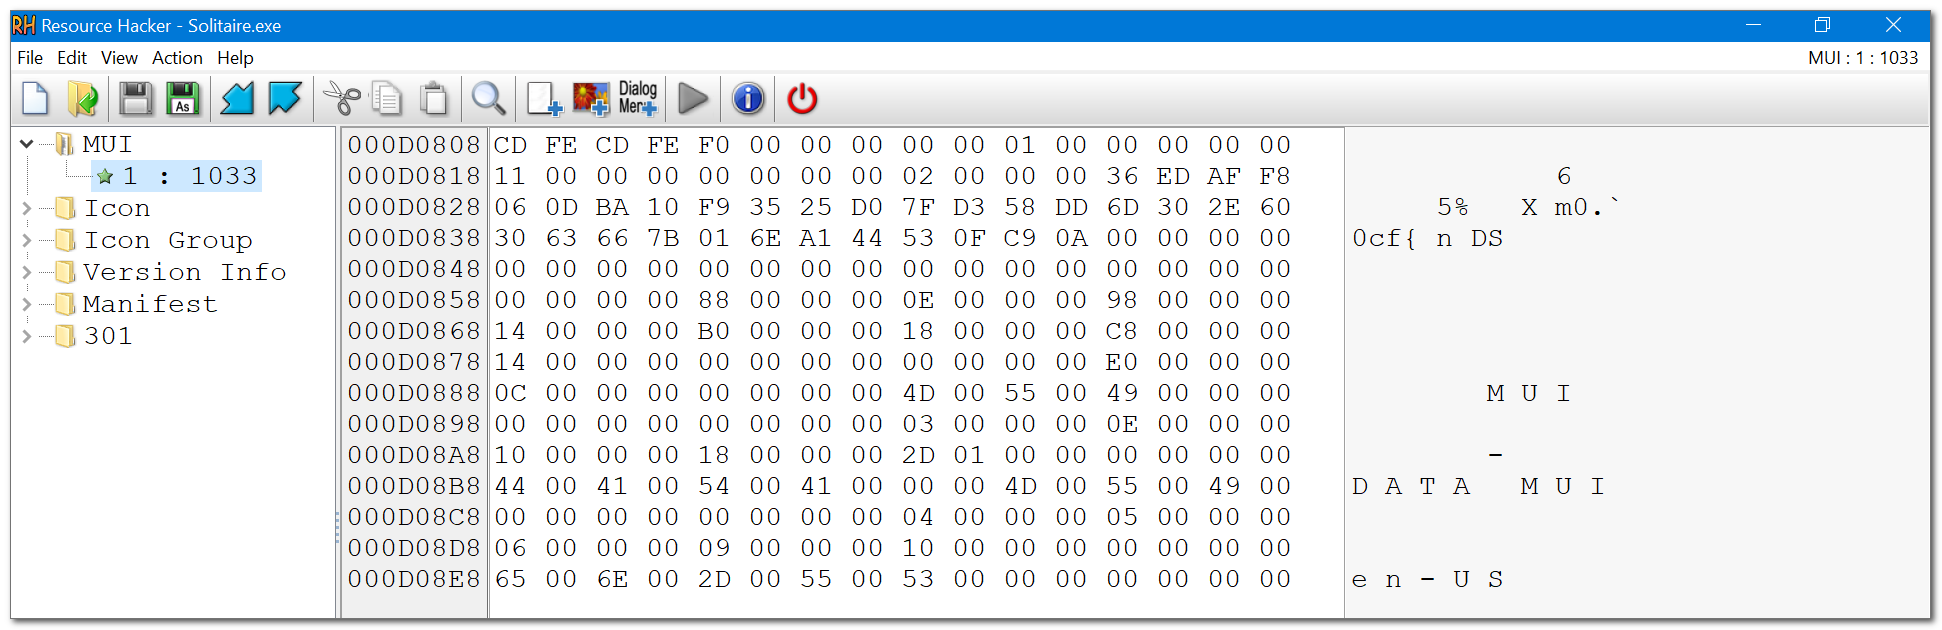 RH Resource Hacker - Solitaire.exe
File Edit View Action Help MUI : 1 : 1033
As Dialog
Menu
MUI
1 : 1033
Icon
Icon Group
Version Info
Manifest
301
000D0808 CD FE CD FE F0 00 00 00 00 00 01 00 00 00 00 00
000D0818 11 00 00 00 00 00 00 00 02 00 00 00 36 ED AF F8 6
000D0828 06 0D BA 10 F9 35 25 D0 7F D3 58 DD 6D 30 2E 60 5% X m0.`
000D0838 30 63 66 7B 01 6E A1 44 53 0F C9 0A 00 00 00 00 0cf{ n DS
000D0848 00 00 00 00 00 00 00 00 00 00 00 00 00 00 00 00
000D0858 00 00 00 00 88 00 00 00 0E 00 00 00 98 00 00 00
000D0868 14 00 00 00 B0 00 00 00 18 00 00 00 C8 00 00 00
000D0878 14 00 00 00 00 00 00 00 00 00 00 00 E0 00 00 00
000D0888 0C 00 00 00 00 00 00 00 4D 00 55 00 49 00 00 00 M U I
000D0898 00 00 00 00 00 00 00 00 03 00 00 00 0E 00 00 00
000D08A8 10 00 00 00 18 00 00 00 2D 01 00 00 00 00 00 00 -
000D08B8 44 00 41 00 54 00 41 00 00 00 4D 00 55 00 49 00 D A T A M U I
000D08C8 00 00 00 00 00 00 00 00 04 00 00 00 05 00 00 00
000D08D8 06 00 00 00 09 00 00 00 10 00 00 00 00 00 00 00
000D08E8 65 00 6E 00 2D 00 55 00 53 00 00 00 00 00 00 00 e n - U S